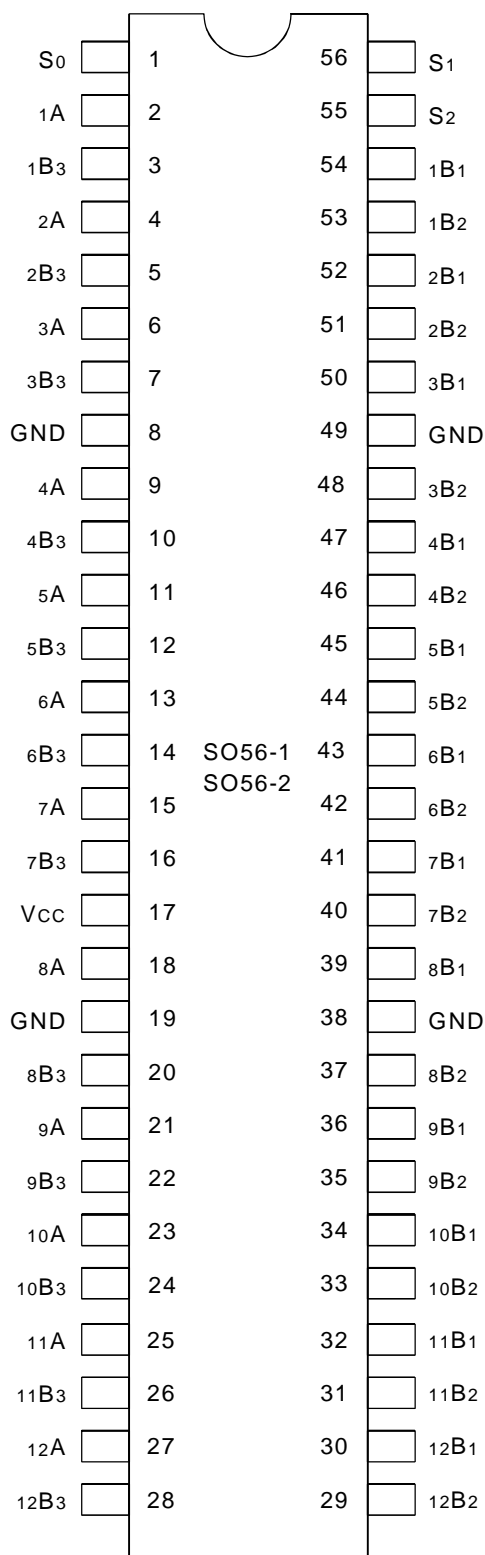 S0 1 56 S1
1A 2 55 S2
1B3 3 54 1B1
2A 4 53 1B2
2B3 5 52 2B1
3A 6 51 2B2
3B3 7 50 3B1
GND 8 49 GND
4A 9 48 3B2
4B3 10 47 4B1
5A 11 46 4B2
5B3 12 45 5B1
6A 13 44 5B2
6B3 14 SO56-1 43 6B1
SO56-2
7A 15 42 6B2
7B3 16 41 7B1
VCC 17 40 7B2
8A 18 39 8B1
GND 19 38 GND
8B3 20 37 8B2
9A 21 36 9B1
9B3 22 35 9B2
10A 23 34 10B1
10B3 24 33 10B2
11A 25 32 11B1
11B3 26 31 11B2
12A 27 30 12B1
12B3 28 29 12B2